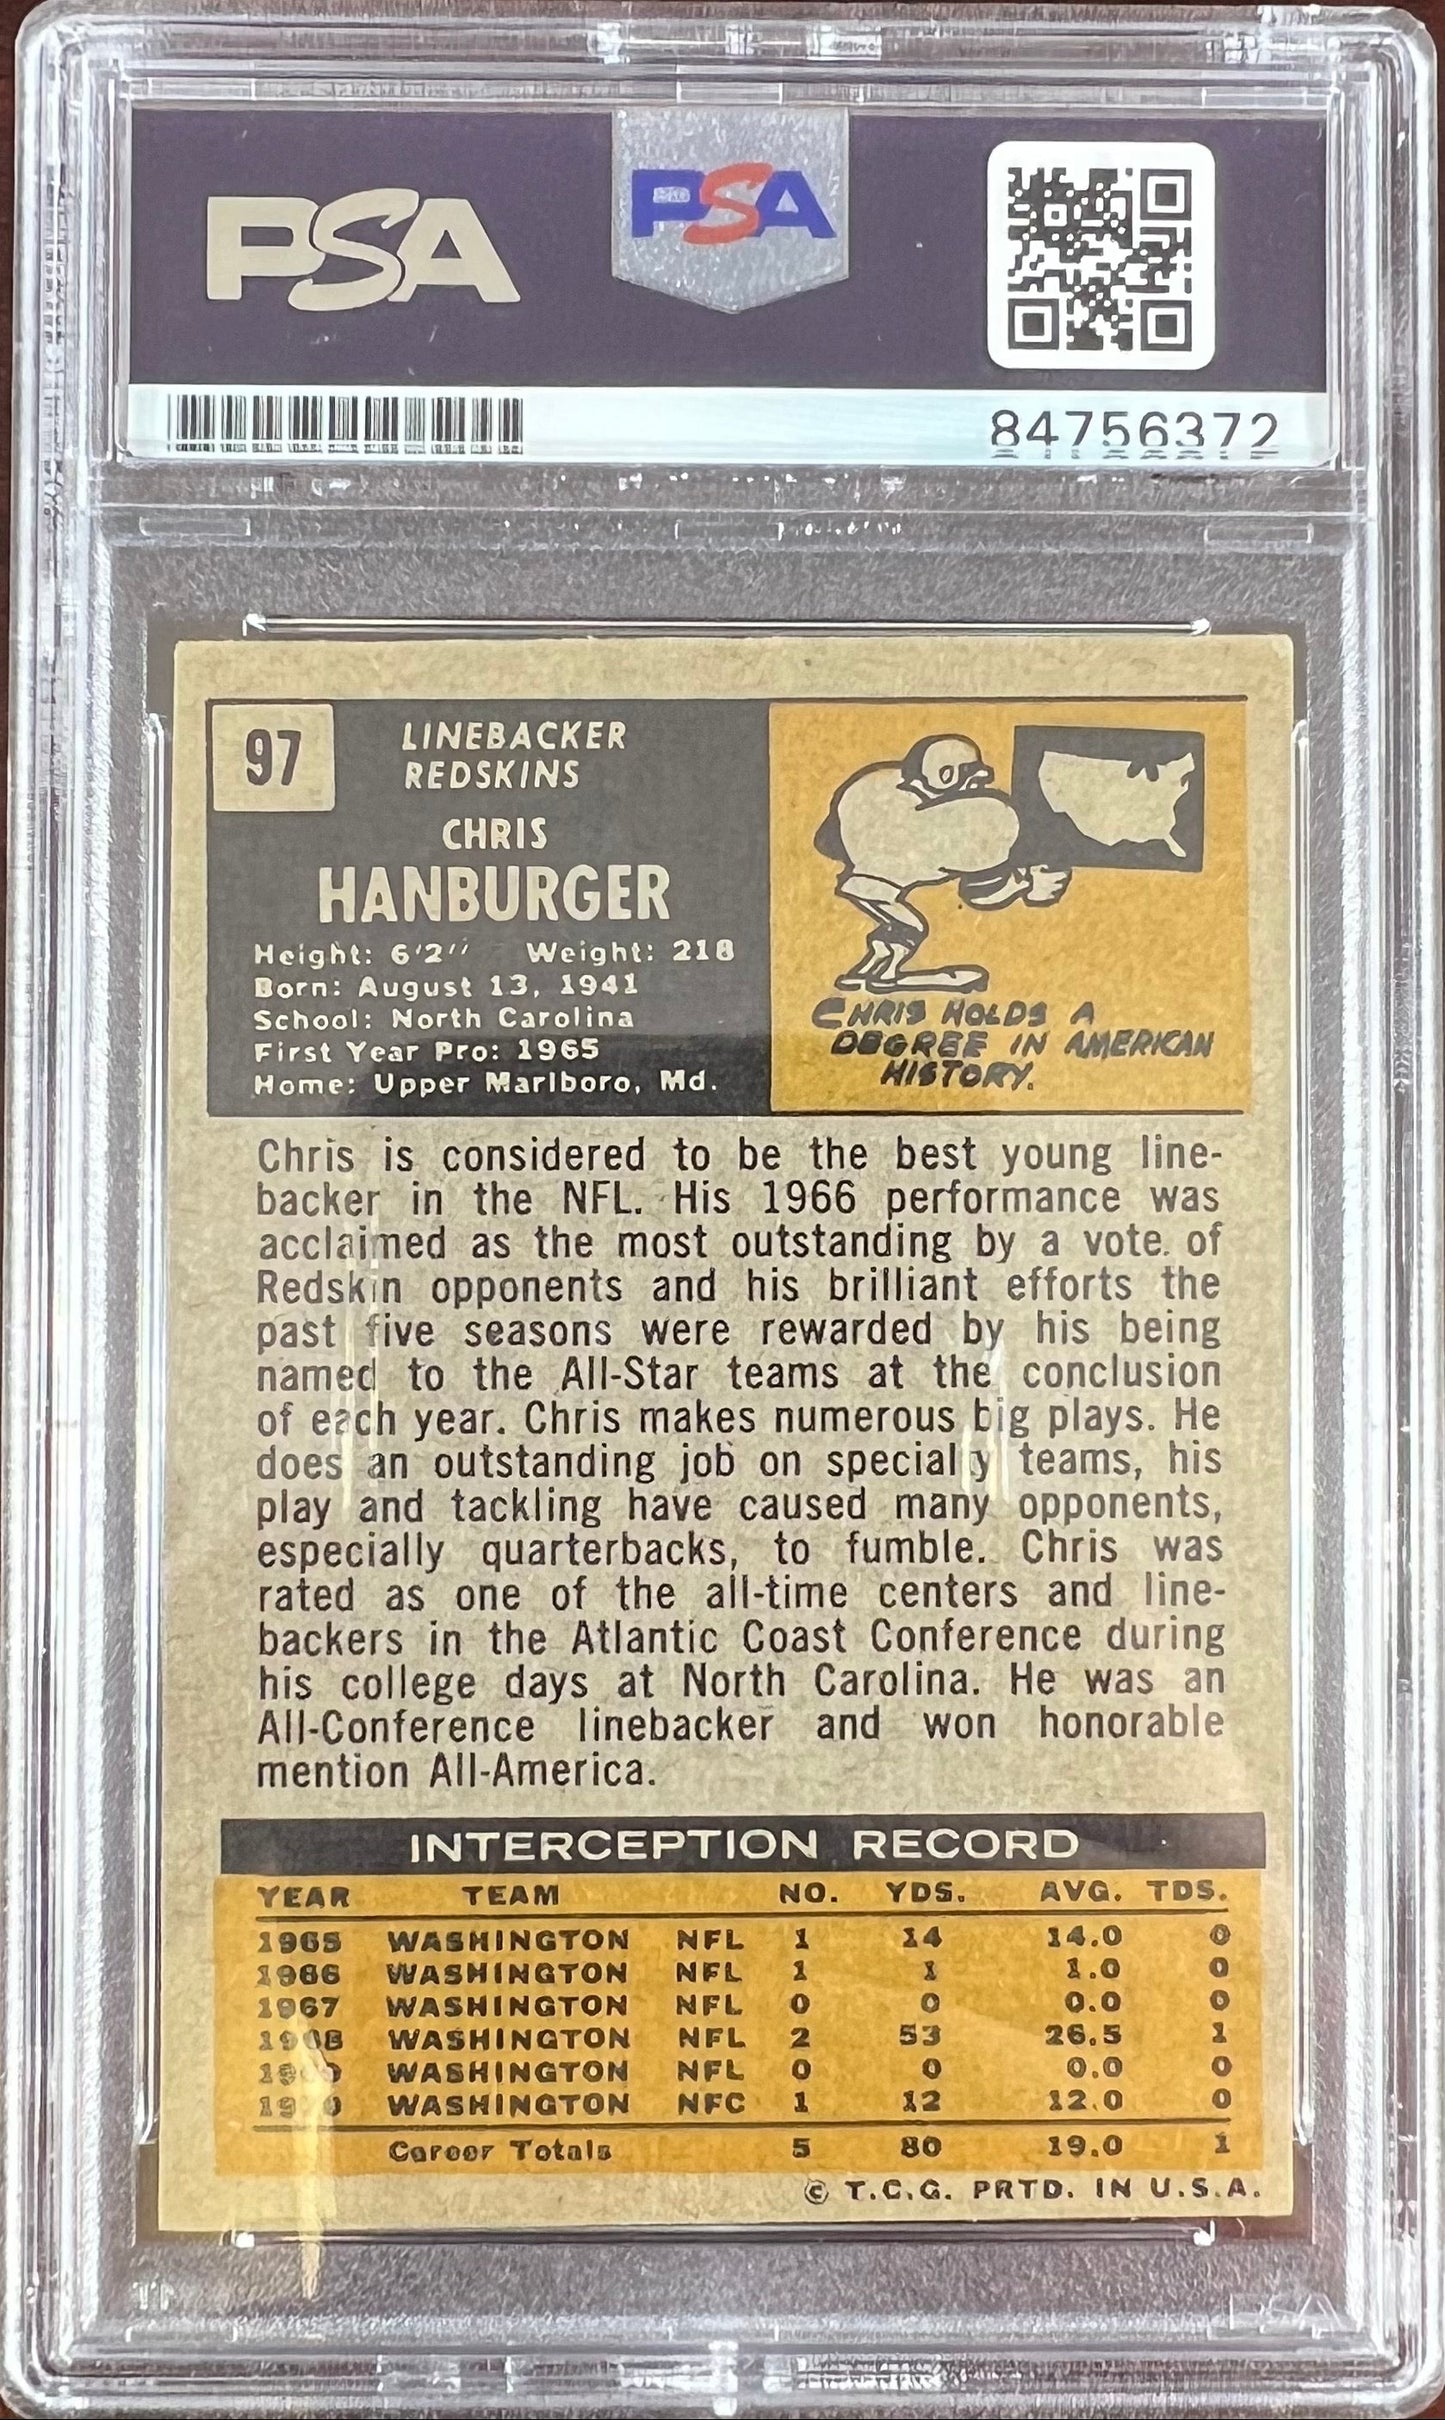 PSA
PSA
84756372
97
LINEBACKER
REDSKINS
CHRIS
HANBURGER
Height: 6'2'' Weight: 218
Born: August 13, 1941
School: North Carolina
First Year Pro: 1965
Home: Upper Marlboro, Md.
CHRIS HOLDS A
DEGREE IN AMERICAN
HISTORY.
Chris is considered to be the best young line-
backer in the NFL. His 1966 performance was
acclaimed as the most outstanding by a vote of
Redskin opponents and his brilliant efforts the
past five seasons were rewarded by his being
named to the All-Star teams at the conclusion
of each year. Chris makes numerous big plays. He
does an outstanding job on specialty teams, his
play and tackling have caused many opponents,
especially quarterbacks, to fumble. Chris was
rated as one of the all-time centers and line-
backers in the Atlantic Coast Conference during
his college days at North Carolina. He was an
All-Conference linebacker and won honorable
mention All-America.
INTERCEPTION RECORD
YEAR TEAM NO. YDS. AVG. TDS.
1965 WASHINGTON NFL 1 14 14.0 0
1966 WASHINGTON NFL 1 1 1.0 0
1967 WASHINGTON NFL 0 0 0.0 0
1968 WASHINGTON NFL 2 53 26.5 1
1969 WASHINGTON NFL 0 0 0.0 0
1970 WASHINGTON NFC 1 12 12.0 0
Career Totals 5 80 19.0 1
© T.C.G. PRTD. IN U.S.A.
PSA